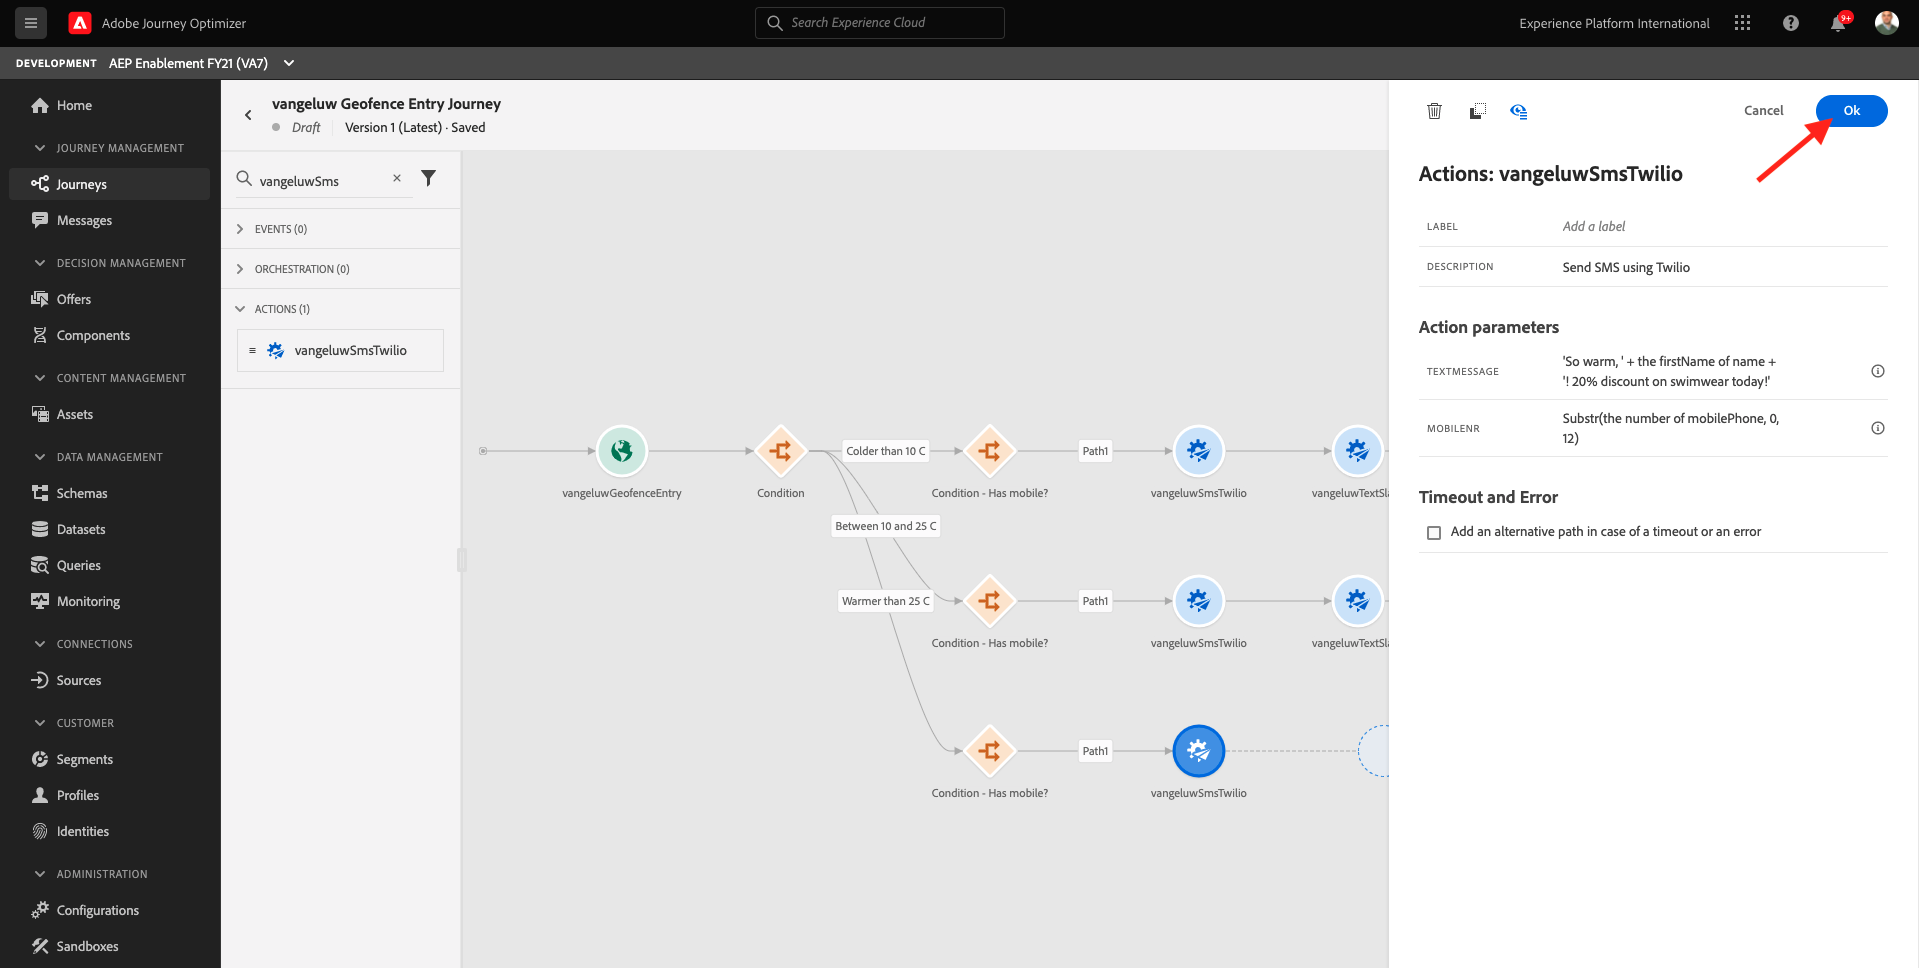 Adobe Journey Optimizer
Search Experience Cloud
Experience Platform International
9+
DEVELOPMENT AEP Enablement FY21 (VA7)
Home
JOURNEY MANAGEMENT
Journeys
Messages
DECISION MANAGEMENT
Offers
Components
CONTENT MANAGEMENT
Assets
DATA MANAGEMENT
Schemas
Datasets
Queries
Monitoring
CONNECTIONS
Sources
CUSTOMER
Segments
Profiles
Identities
ADMINISTRATION
Configurations
Sandboxes
vangeluw Geofence Entry Journey
Draft Version 1 (Latest) · Saved
vangeluwSms
EVENTS (0)
ORCHESTRATION (0)
ACTIONS (1)
vangeluwSmsTwilio
Colder than 10 C
Path1
vangeluwGeofenceEntry
Condition
Condition - Has mobile?
vangeluwSmsTwilio
vangeluwTextSla
Between 10 and 25 C
Warmer than 25 C
Path1
Condition - Has mobile?
vangeluwSmsTwilio
vangeluwTextSla
Path1
Condition - Has mobile?
vangeluwSmsTwilio
Cancel
Ok
Actions: vangeluwSmsTwilio
LABEL Add a label
DESCRIPTION Send SMS using Twilio
Action parameters
TEXTMESSAGE 'So warm, ' + the firstName of name +
'! 20% discount on swimwear today!'
MOBILENR Substr(the number of mobilePhone, 0,
12)
Timeout and Error
Add an alternative path in case of a timeout or an error